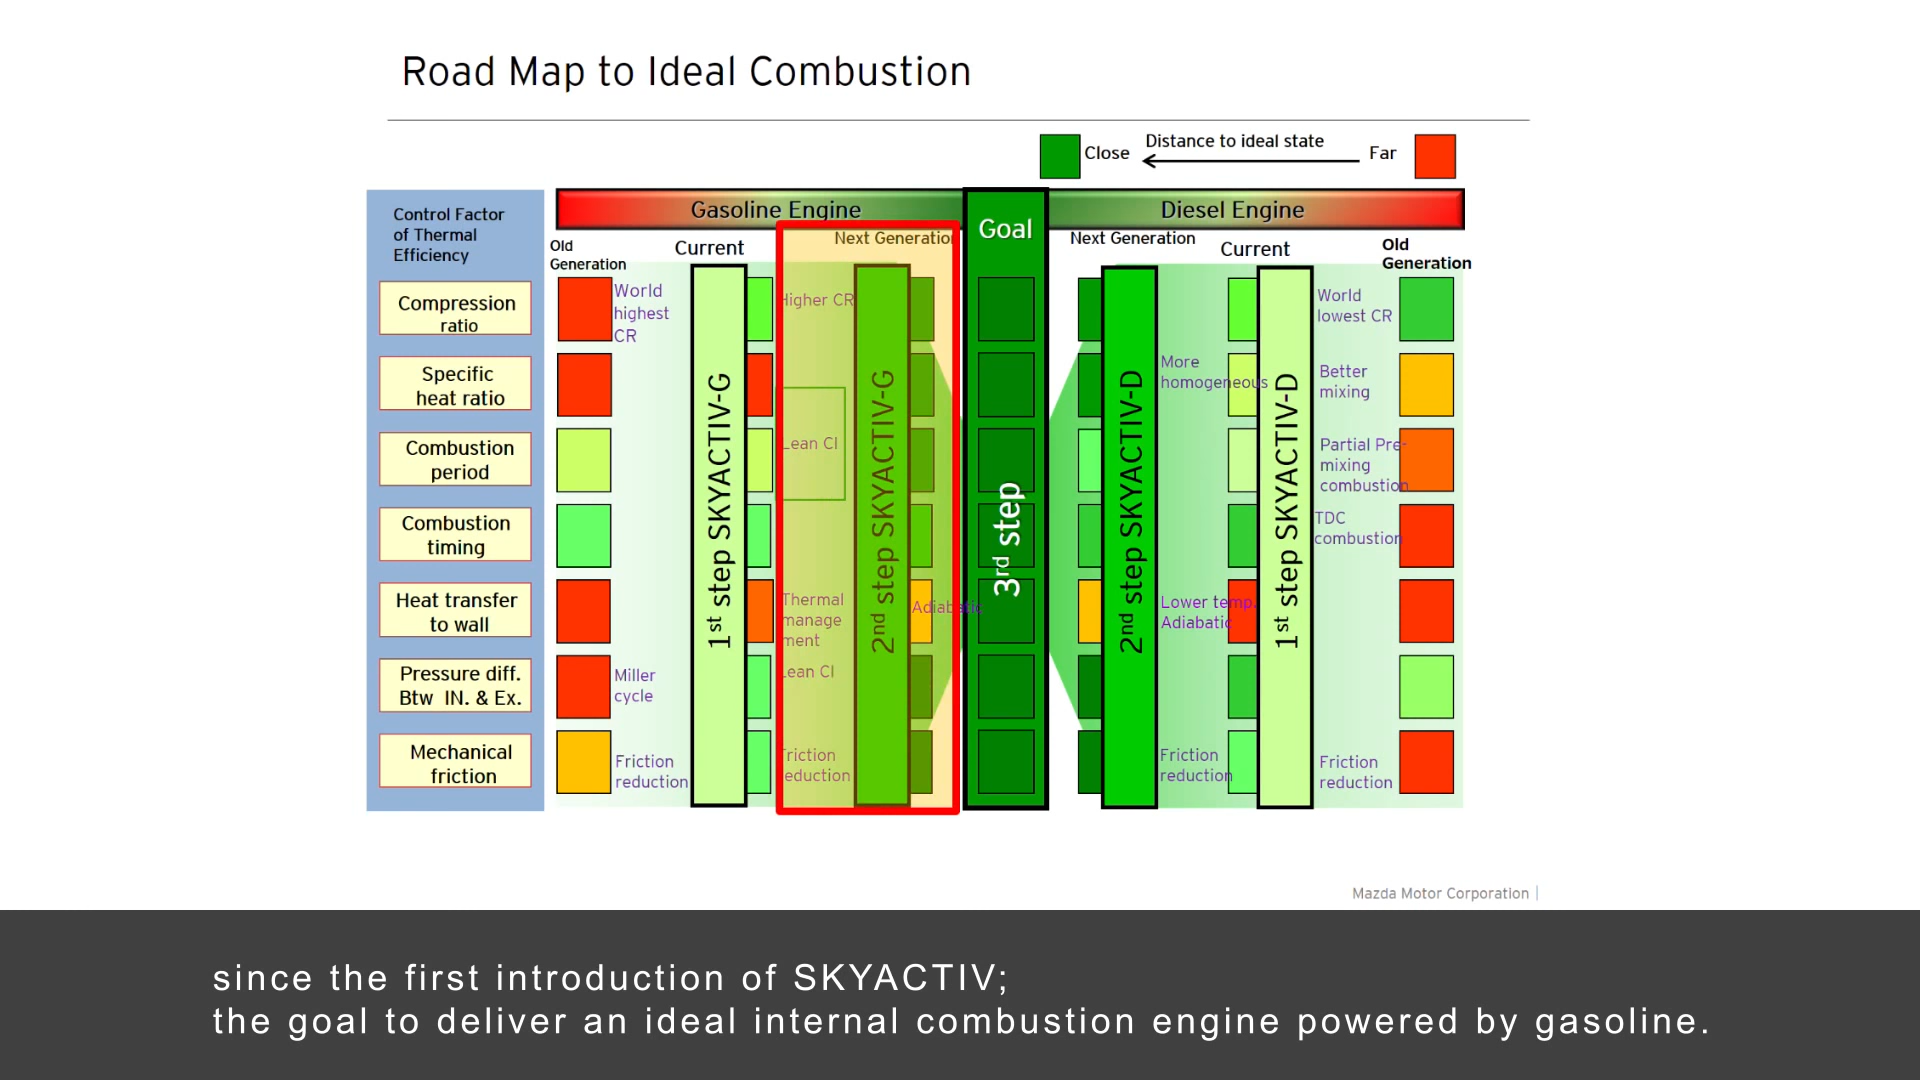 Road Map to Ideal Combustion
Close
Distance to ideal state
Far
Control Factor
of Thermal
Efficiency
Gasoline Engine
Goal
Diesel Engine
Old
Generation
Current
Next Generation
Next Generation
Current
Old
Generation
Compression
ratio
Specific
heat ratio
Combustion
period
Combustion
timing
Heat transfer
to wall
Pressure diff.
Btw IN. & Ex.
Mechanical
friction
World
highest
CR
Miller
cycle
Friction
reduction
1st step SKYACTIV-G
Higher CR
Lean CI
Thermal
manage
ment
Lean CI
Friction
reduction
2nd step SKYACTIV-G
Adiabatic
3rd step
2nd step SKYACTIV-D
More
homogeneous
Lower temp.
Adiabatic
Friction
reduction
1st step SKYACTIV-D
World
lowest CR
Better
mixing
Partial Pre-
mixing
combustion
TDC
combustion
Friction
reduction
Mazda Motor Corporation
since the first introduction of SKYACTIV;
the goal to deliver an ideal internal combustion engine powered by gasoline.